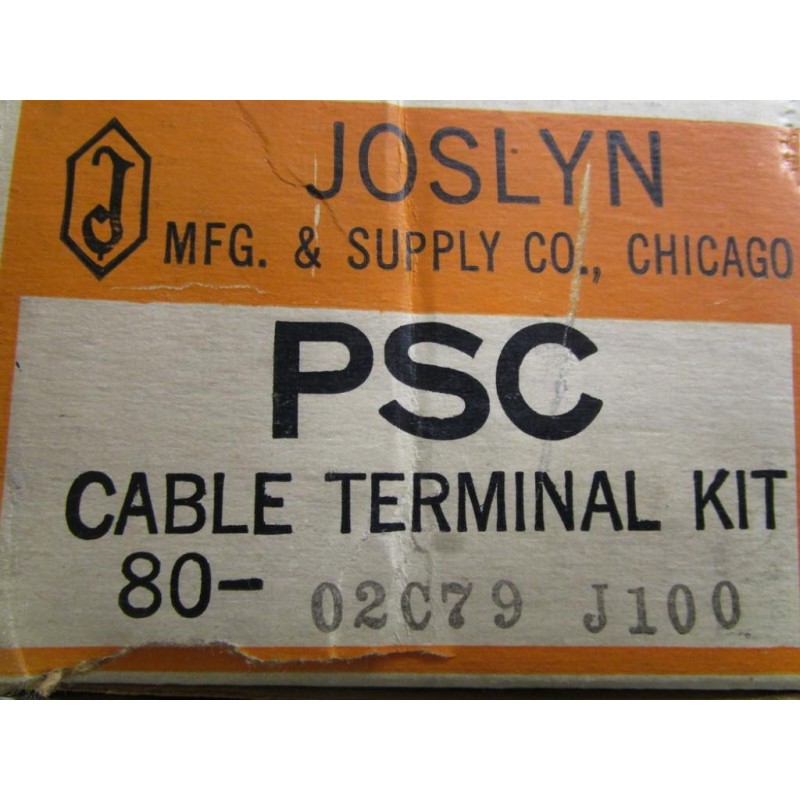 J JOSLYN
MFG. & SUPPLY CO., CHICAGO
PSC
CABLE TERMINAL KIT
80- 02C79 J100